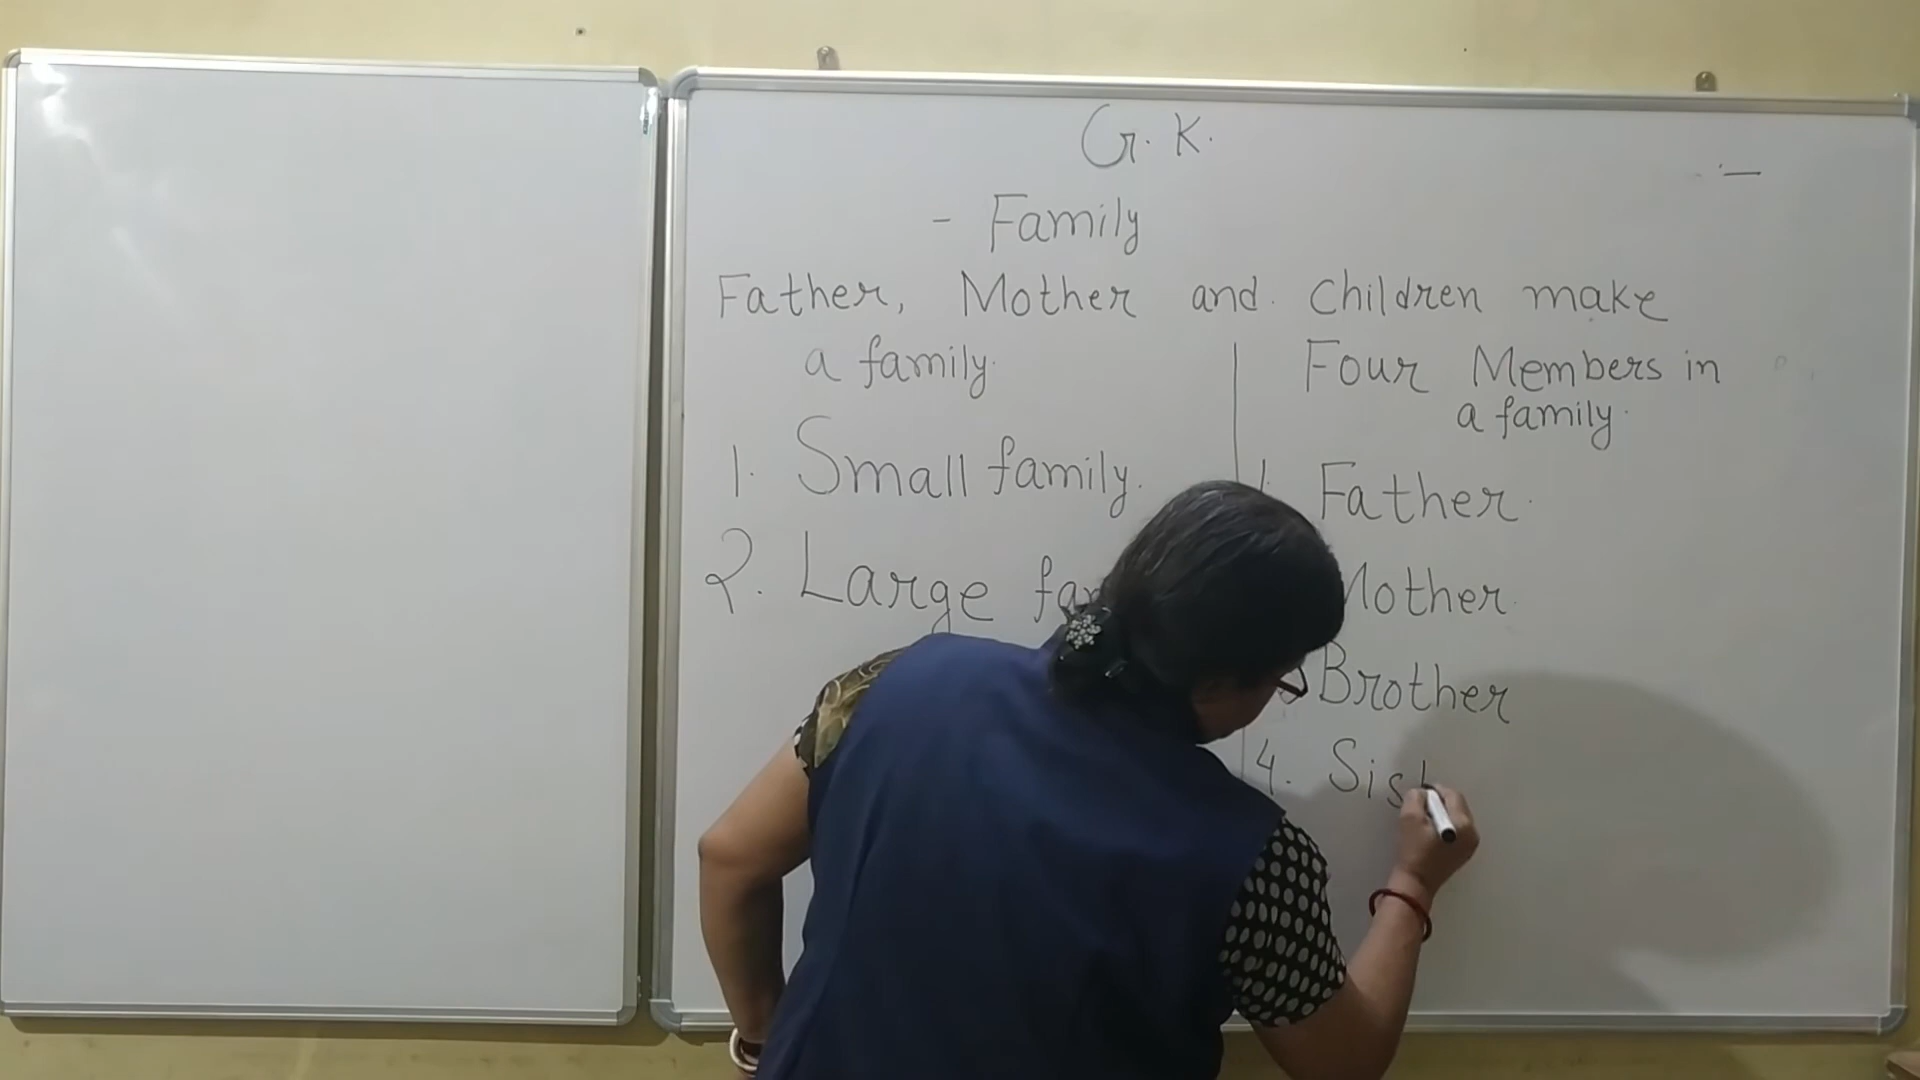 G. K.
- Family
Father, Mother and children make
a family.
1. Small family.
2. Large
Four Members in
a family.
1. Father.
Mother.
Brother
4.